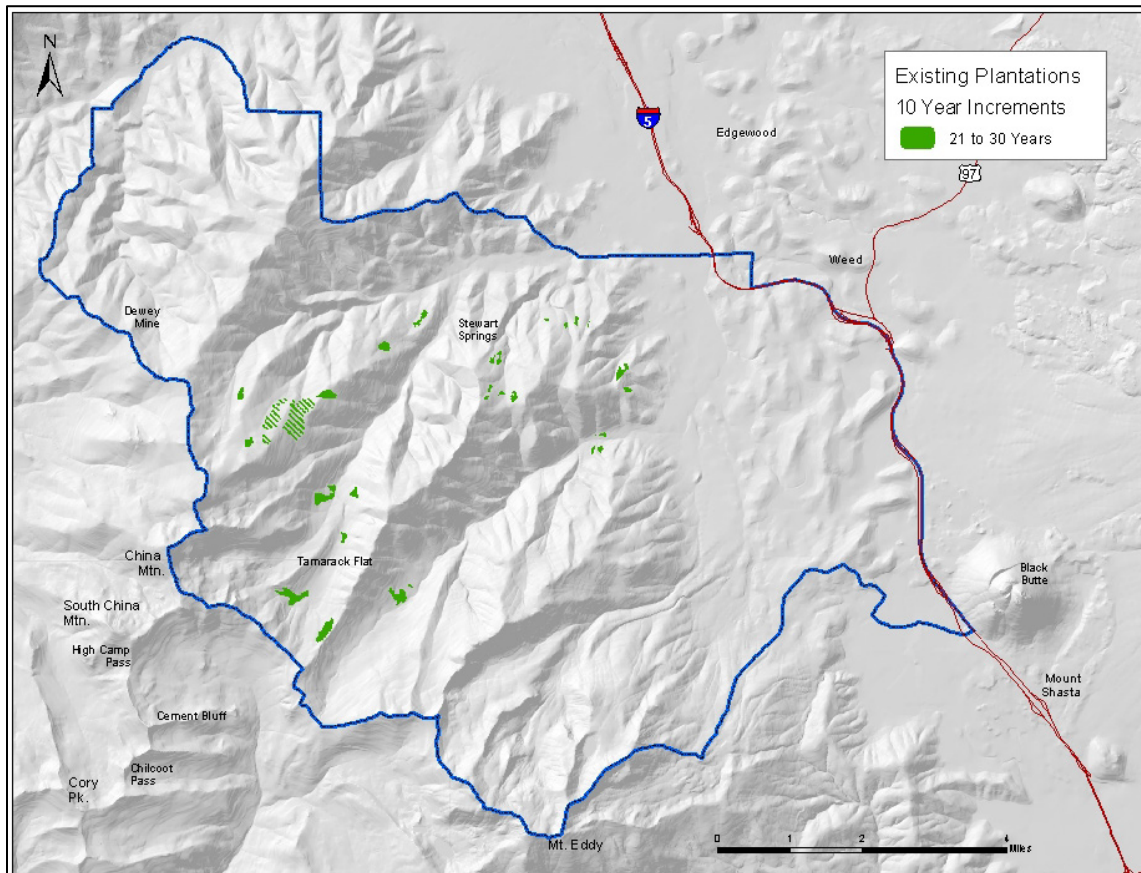 N
Existing Plantations
10 Year Increments
21 to 30 Years
5
Edgewood
97
Weed
Dewey
Mine
Stewart
Springs
China
Mtn.
Tamarack Flat
Black
Butte
South China
Mtn.
High Camp
Pass
Mount
Shasta
Cement Bluff
Chilcoot
Pass
Cory
Pk.
Mt. Eddy
0 1 2 4
Miles